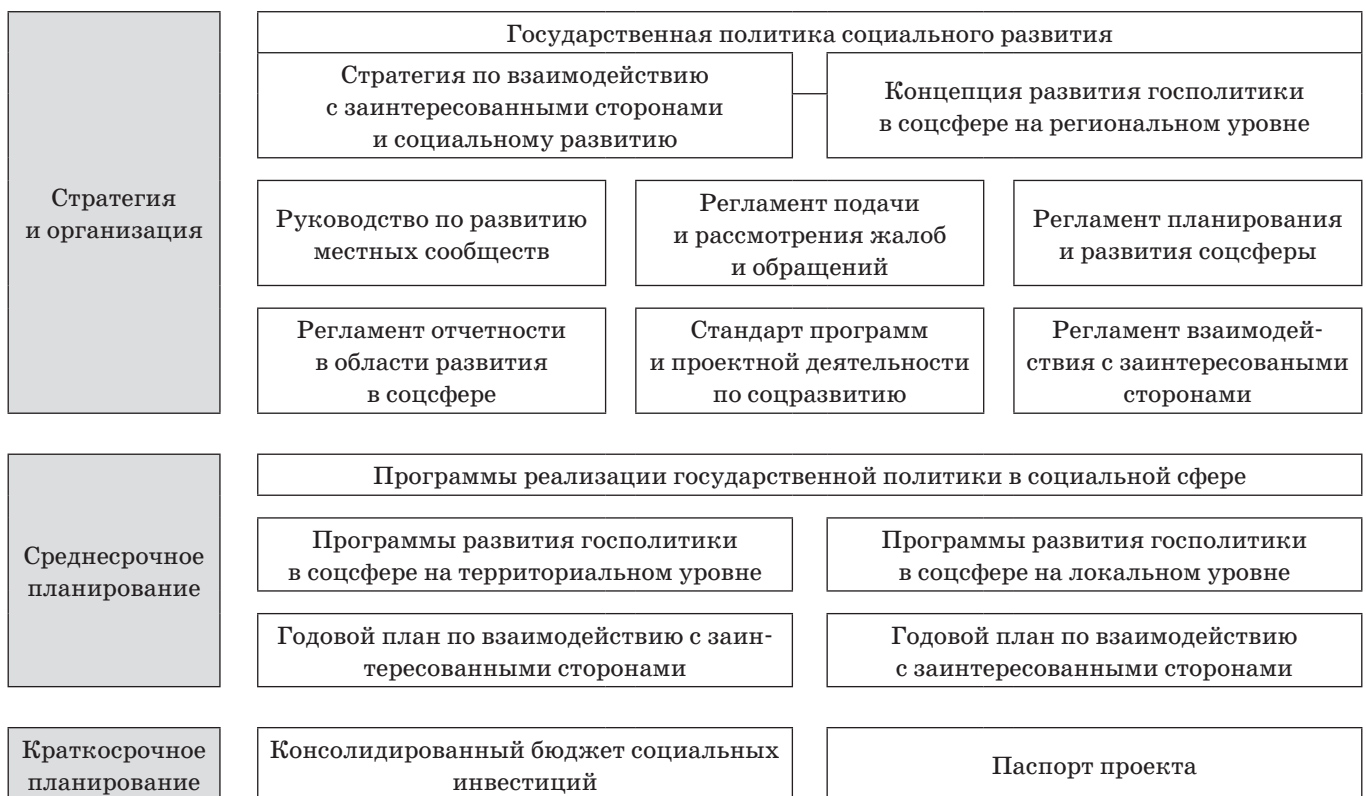 Государственная политика социального развития
Стратегия по взаимодействию
с заинтересованными сторонами
и социальному развитию
Концепция развития госполитики
в соцсфере на региональном уровне
Стратегия
и организация
Руководство по развитию
местных сообществ
Регламент подачи
и рассмотрения жалоб
и обращений
Регламент планирования
и развития соцсферы
Регламент отчетности
в области развития
в соцсфере
Стандарт программ
и проектной деятельности
по соцразвитию
Регламент взаимодей-
ствия с заинтересоваными
сторонами
Среднесрочное
планирование
Программы реализации государственной политики в социальной сфере
Программы развития госполитики
в соцсфере на территориальном уровне
Программы развития госполитики
в соцсфере на локальном уровне
Годовой план по взаимодействию с заин-
тересованными сторонами
Годовой план по взаимодействию
с заинтересованными сторонами
Краткосрочное
планирование
Консолидированный бюджет социальных
инвестиций
Паспорт проекта